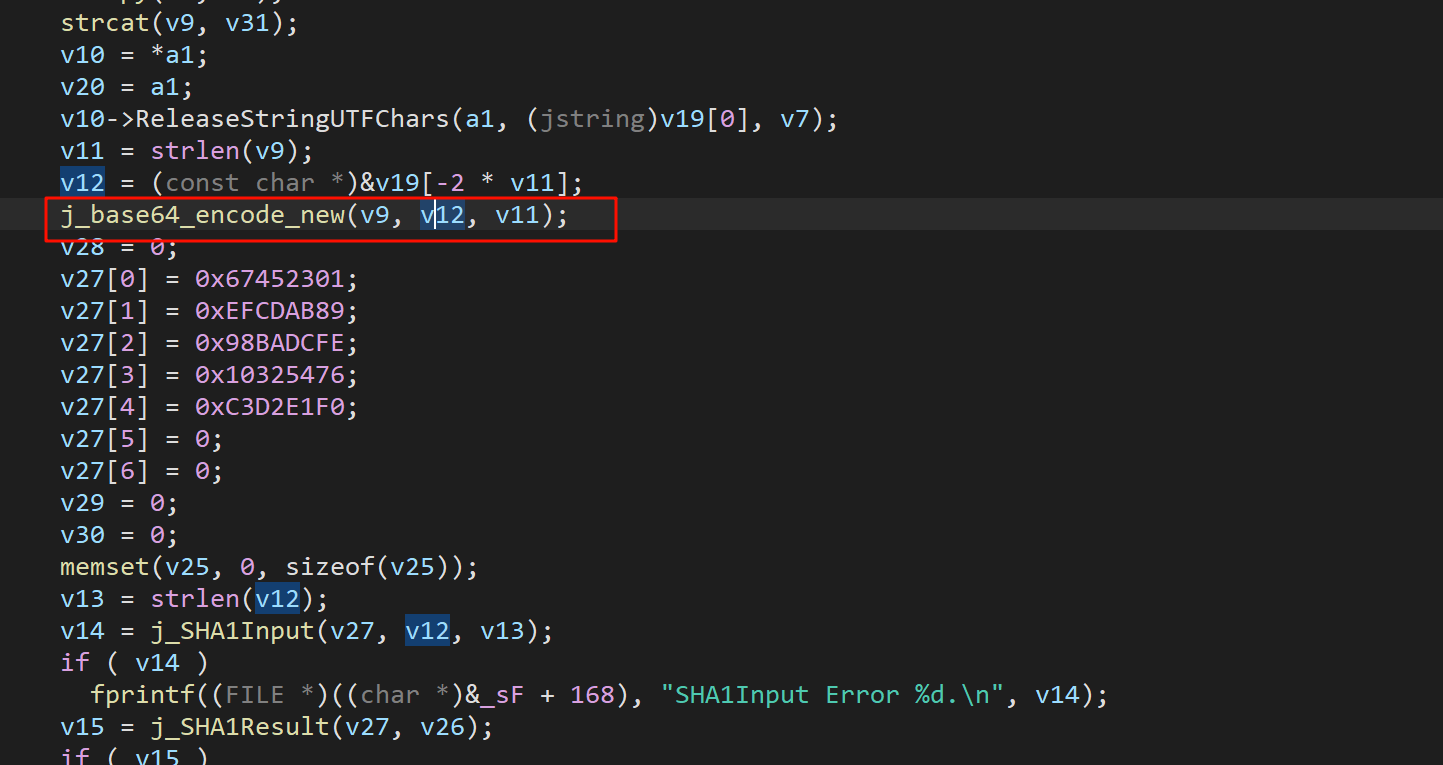 strcat(v9, v31);
v10 = *a1;
v20 = a1;
v10->ReleaseStringUTFChars(a1, (jstring)v19[0], v7);
v11 = strlen(v9);
v12 = (const char *)&v19[-2 * v11];
j_base64_encode_new(v9, v12, v11);
v28 = 0;
v27[0] = 0x67452301;
v27[1] = 0xEFCDAB89;
v27[2] = 0x98BADCFE;
v27[3] = 0x10325476;
v27[4] = 0xC3D2E1F0;
v27[5] = 0;
v27[6] = 0;
v29 = 0;
v30 = 0;
memset(v25, 0, sizeof(v25));
v13 = strlen(v12);
v14 = j_SHA1Input(v27, v12, v13);
if ( v14 )
fprintf((FILE *)((char *)&_sF + 168), "SHA1Input Error %d.\n", v14);
v15 = j_SHA1Result(v27, v26);
if ( v15 )